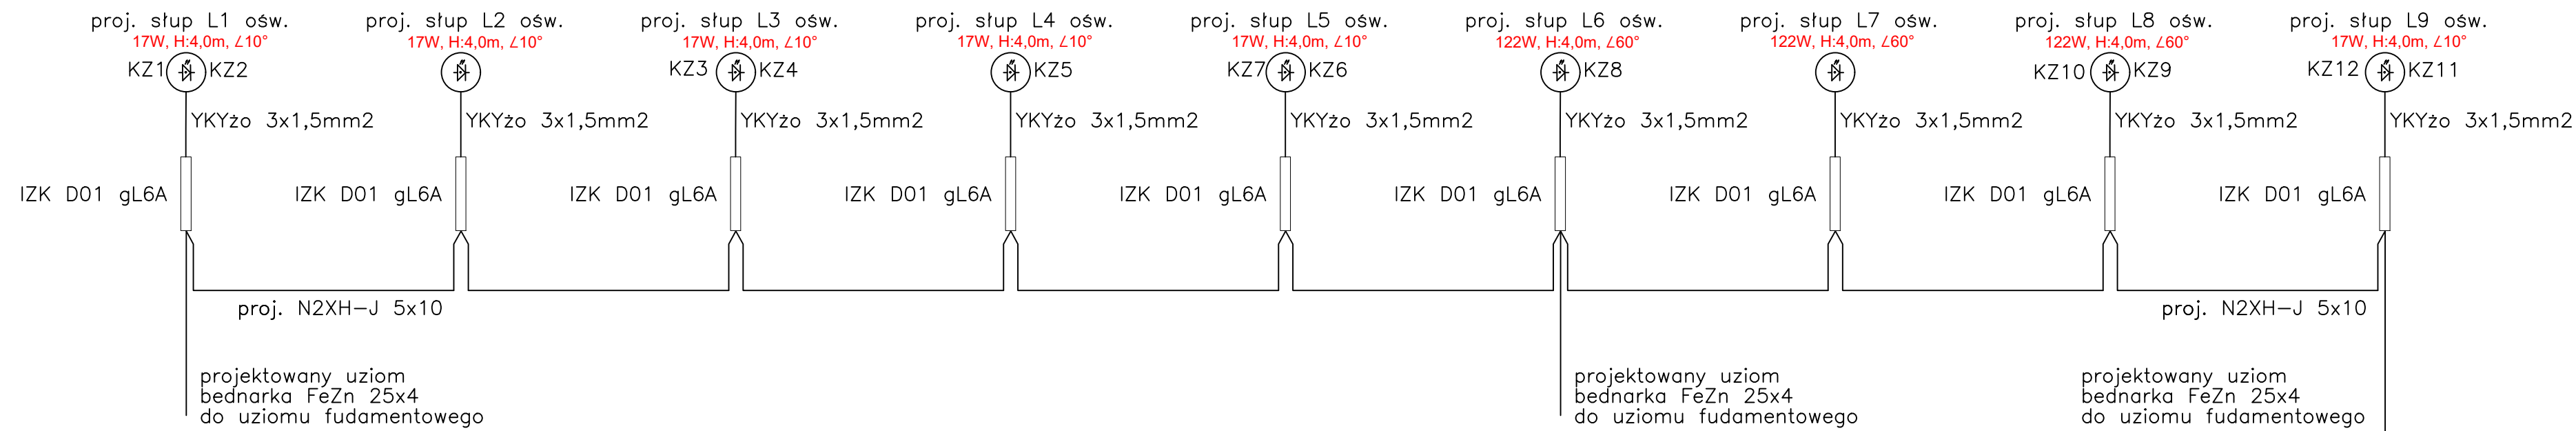 proj. słup L1 ośw.
17W, H:4,0m, ∠10°
KZ1 KZ2
YKYżo 3x1,5mm2
IZK D01 gL6A
proj. słup L2 ośw.
17W, H:4,0m, ∠10°
YKYżo 3x1,5mm2
IZK D01 gL6A
proj. słup L3 ośw.
17W, H:4,0m, ∠10°
KZ3 KZ4
YKYżo 3x1,5mm2
IZK D01 gL6A
proj. słup L4 ośw.
17W, H:4,0m, ∠10°
KZ5
YKYżo 3x1,5mm2
IZK D01 gL6A
proj. słup L5 ośw.
17W, H:4,0m, ∠10°
KZ7 KZ6
YKYżo 3x1,5mm2
IZK D01 gL6A
proj. słup L6 ośw.
122W, H:4,0m, ∠60°
KZ8
YKYżo 3x1,5mm2
IZK D01 gL6A
proj. słup L7 ośw.
122W, H:4,0m, ∠60°
YKYżo 3x1,5mm2
IZK D01 gL6A
proj. słup L8 ośw.
122W, H:4,0m, ∠60°
KZ10 KZ9
YKYżo 3x1,5mm2
IZK D01 gL6A
proj. słup L9 ośw.
17W, H:4,0m, ∠10°
KZ12 KZ11
YKYżo 3x1,5mm2
IZK D01 gL6A
proj. N2XH-J 5x10
proj. N2XH-J 5x10
projektowany uziom
bednarka FeZn 25x4
do uziomu fudamentowego
projektowany uziom
bednarka FeZn 25x4
do uziomu fudamentowego
projektowany uziom
bednarka FeZn 25x4
do uziomu fudamentowego